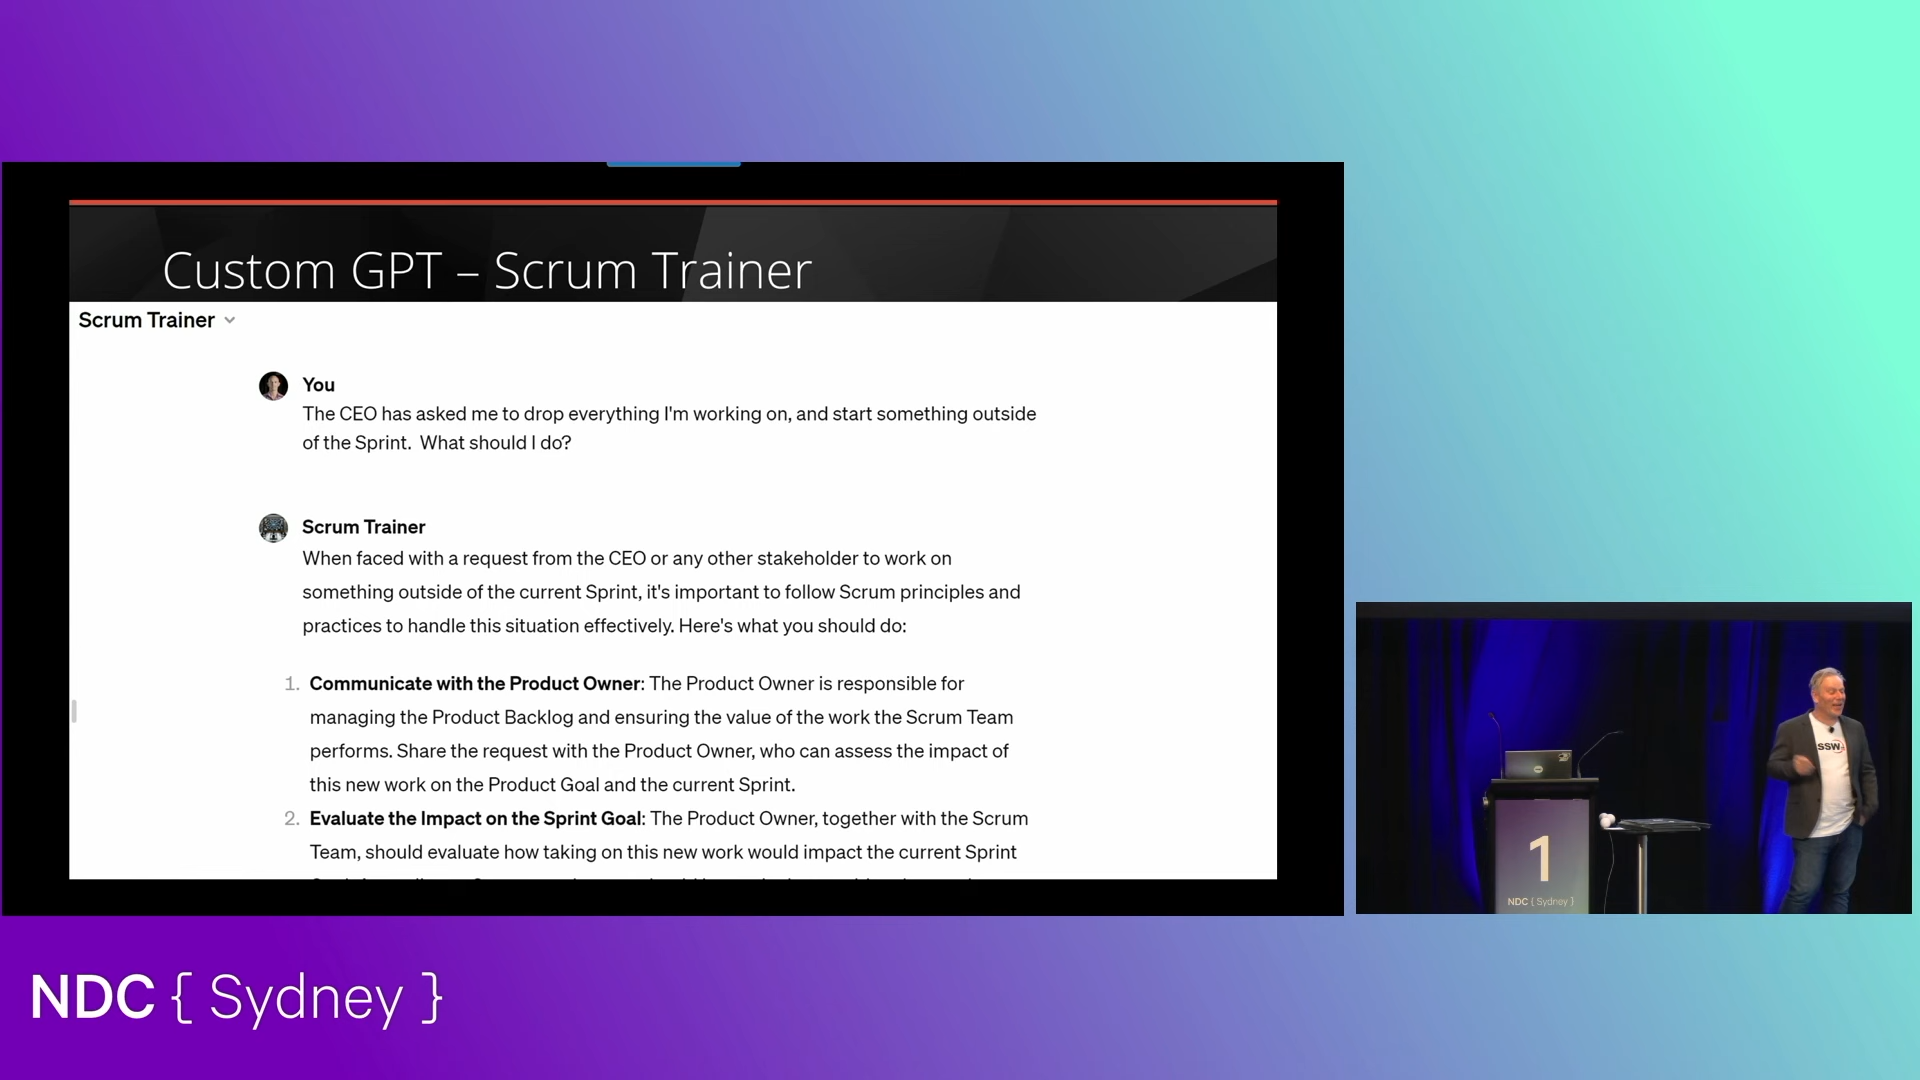 Custom GPT – Scrum Trainer
Scrum Trainer
You
The CEO has asked me to drop everything I'm working on, and start something outside
of the Sprint.  What should I do?
Scrum Trainer
When faced with a request from the CEO or any other stakeholder to work on
something outside of the current Sprint, it's important to follow Scrum principles and
practices to handle this situation effectively. Here's what you should do:
1. Communicate with the Product Owner: The Product Owner is responsible for
managing the Product Backlog and ensuring the value of the work the Scrum Team
performs. Share the request with the Product Owner, who can assess the impact of
this new work on the Product Goal and the current Sprint.
2. Evaluate the Impact on the Sprint Goal: The Product Owner, together with the Scrum
Team, should evaluate how taking on this new work would impact the current Sprint
SSW
1
NDC { Sydney }
NDC { Sydney }